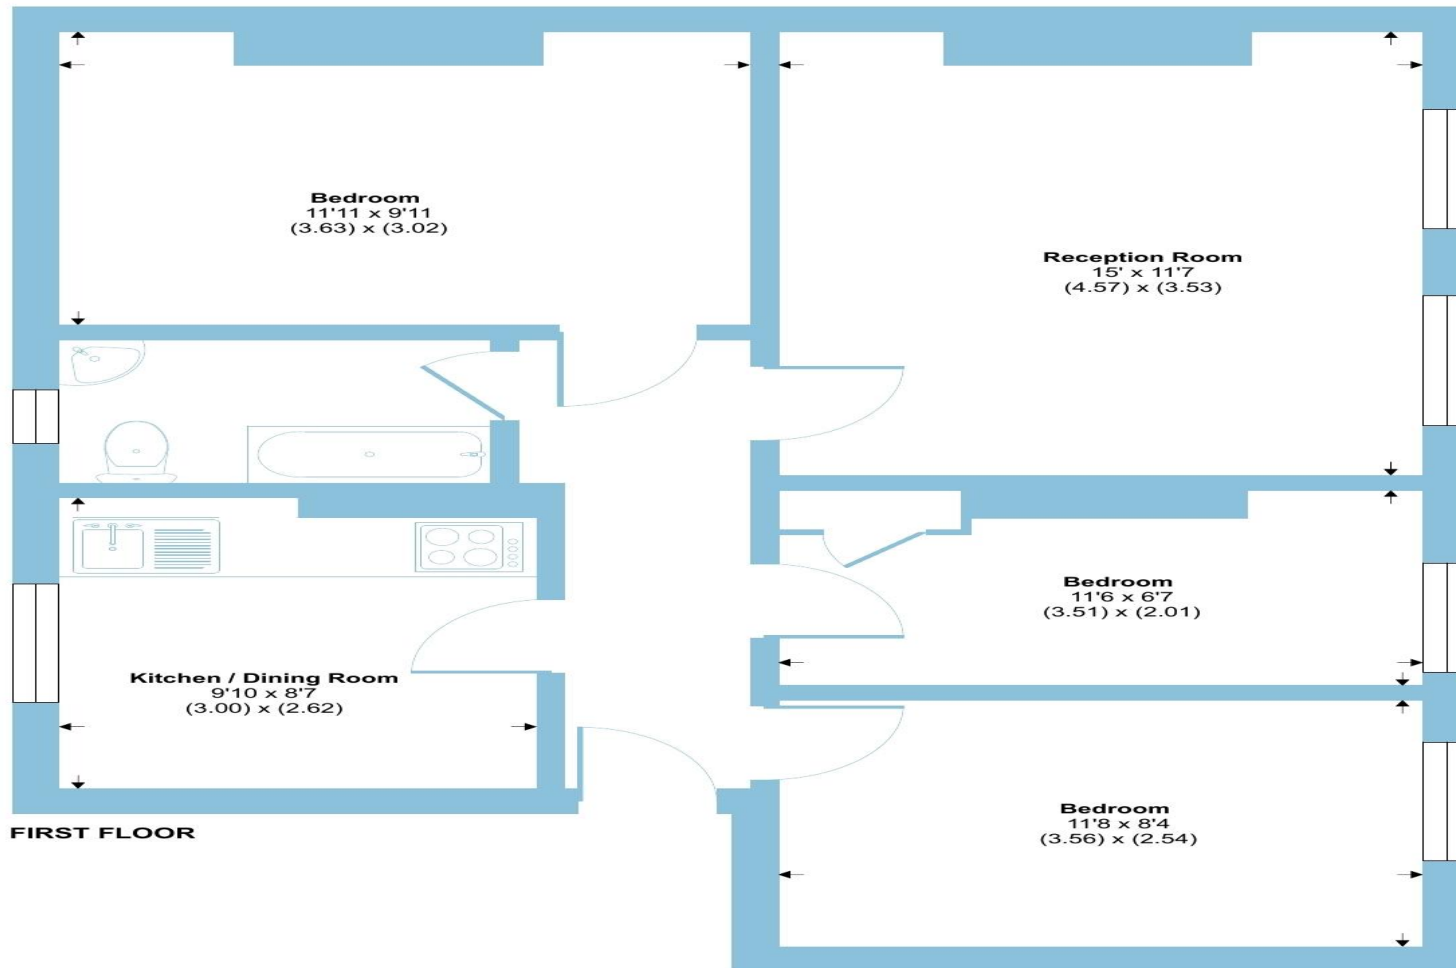 Bedroom
11'11 x 9'11
(3.63) x (3.02)
Reception Room
15' x 11'7
(4.57) x (3.53)
Bedroom
11'6 x 6'7
(3.51) x (2.01)
Kitchen / Dining Room
9'10 x 8'7
(3.00) x (2.62)
Bedroom
11'8 x 8'4
(3.56) x (2.54)
FIRST FLOOR